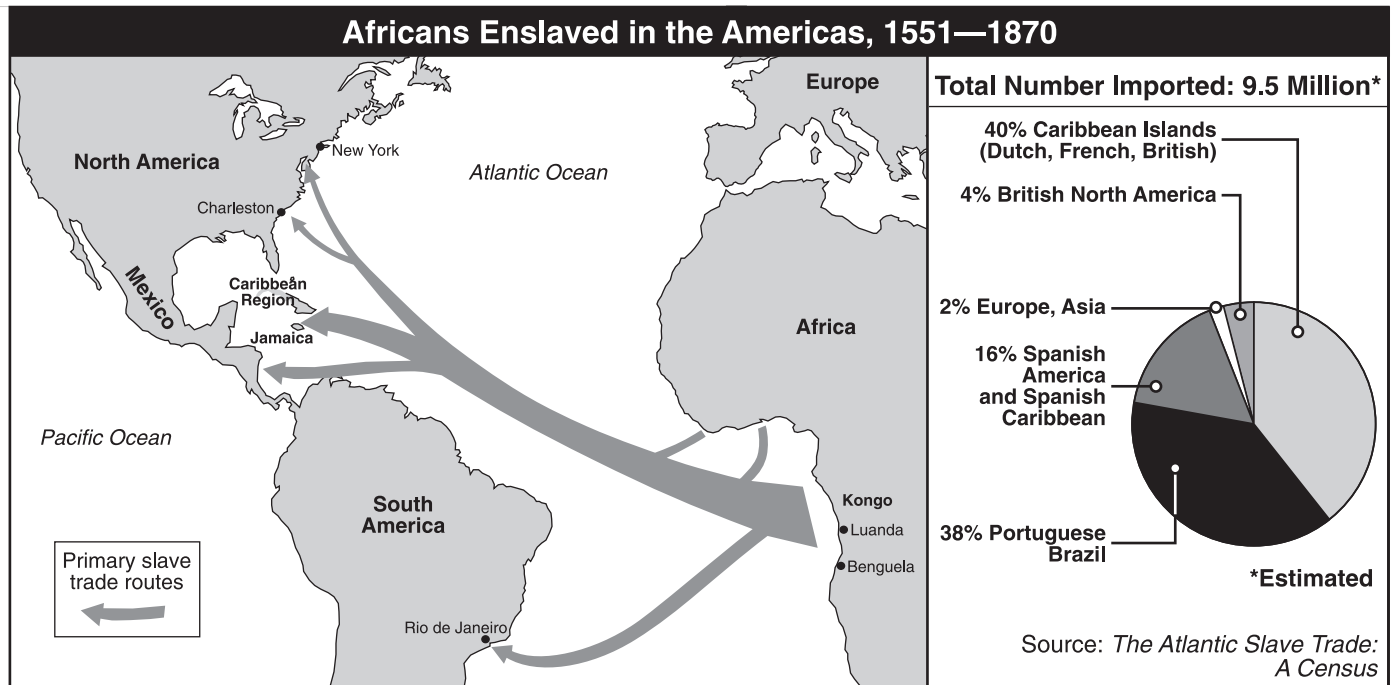 Africans Enslaved in the Americas, 1551—1870
Europe
North America
New York
Atlantic Ocean
Charleston
Mexico
Caribbean
Region
Jamaica
Africa
Pacific Ocean
South
America
Kongo
Luanda
Benguela
Rio de Janeiro
Primary slave
trade routes
Total Number Imported: 9.5 Million*
40% Caribbean Islands
(Dutch, French, British)
4% British North America
2% Europe, Asia
16% Spanish
America
and Spanish
Caribbean
38% Portuguese
Brazil
*Estimated
Source: The Atlantic Slave Trade:
A Census